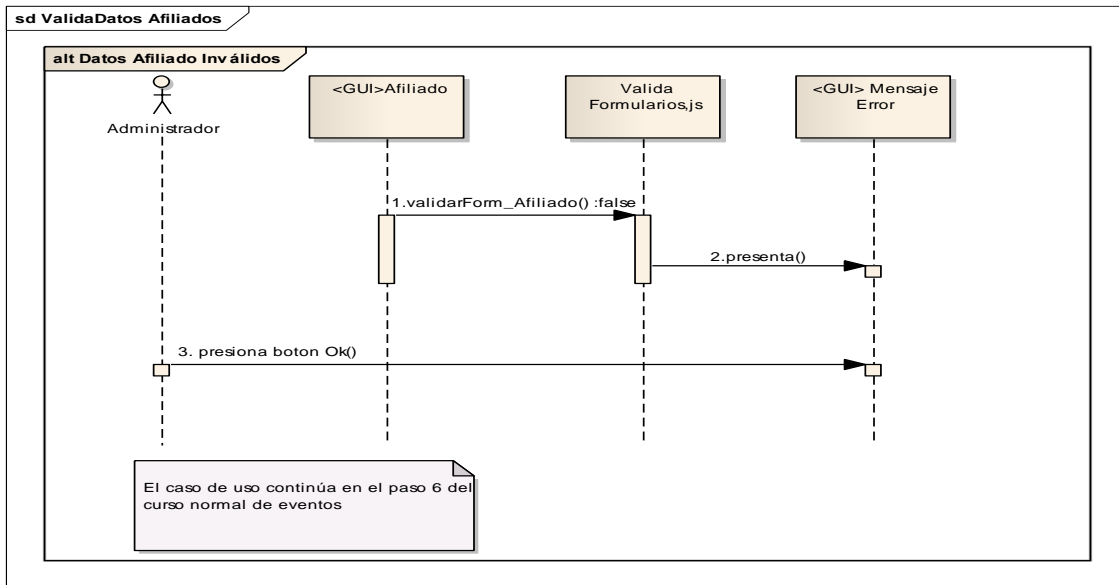 sd ValidaDatos Afiliados
alt Datos Afiliado Inválidos
Administrador
<GUI>Afiliado
Valida
Formularios,js
<GUI> Mensaje
Error
1.validarForm_Afiliado() :false
2.presenta()
3. presiona boton Ok()
El caso de uso continúa en el paso 6 del
curso normal de eventos